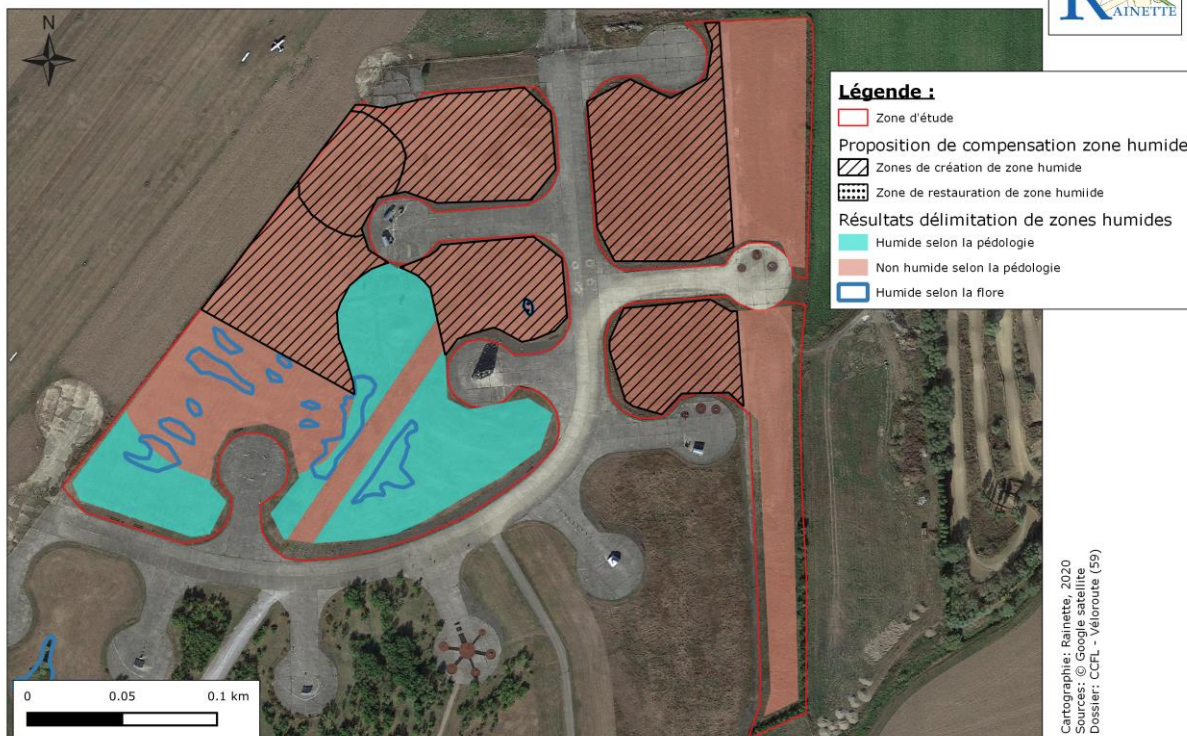 RAINETTE
N
Légende :
Zone d'étude
Proposition de compensation zone humide
Zones de création de zone humide
Zone de restauration de zone humiide
Résultats délimitation de zones humides
Humide selon la pédologie
Non humide selon la pédologie
Humide selon la flore
0 0.05 0.1 km
Cartographie: Rainette, 2020
Sources: © Google satellite
Dossier: CCFL - Véloroute (59)